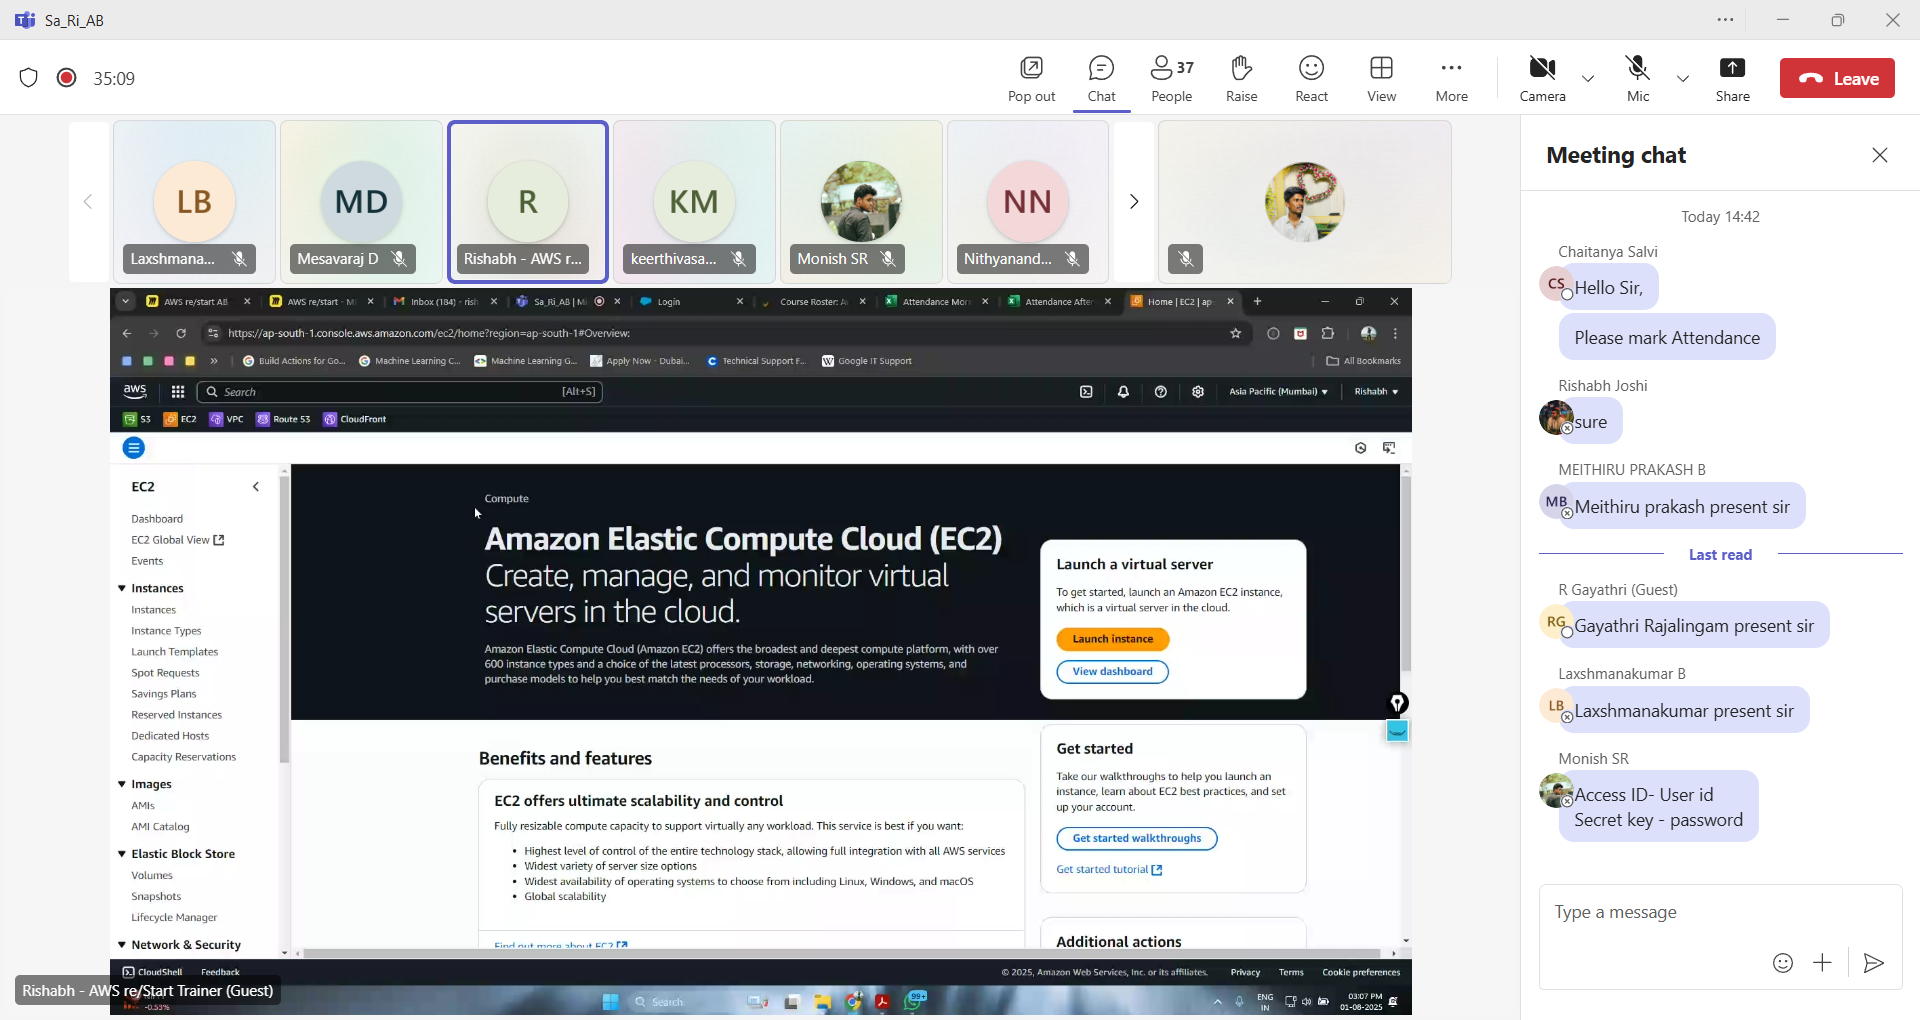 Sa_Ri_AB
35:09
Pop out
Chat
37
People
Raise
React
View
More
Camera
Mic
Share
Leave
LB
Laxshmana...
MD
Mesavaraj D
R
Rishabh - AWS r...
KM
keerthivasa...
Monish SR
NN
Nithyanand...
AWS re/start AB
AWS re/start - M
Inbox (184) - rish
Sa_Ri_AB | Mi
Login
Course Roster: A
Attendance Mor
Attendance After
Home | EC2 | ap
https://ap-south-1.console.aws.amazon.com/ec2/home?region=ap-south-1#Overview:
Build Actions for Go...
Machine Learning C...
Machine Learning G...
Apply Now - Dubai...
Technical Support F...
Google IT Support
All Bookmarks
aws
Search
[Alt+S]
Asia Pacific (Mumbai)
Rishabh
S3
EC2
VPC
Route 53
CloudFront
EC2
Dashboard
EC2 Global View
Events
Instances
Instances
Instance Types
Launch Templates
Spot Requests
Savings Plans
Reserved Instances
Dedicated Hosts
Capacity Reservations
Images
AMIs
AMI Catalog
Elastic Block Store
Volumes
Snapshots
Lifecycle Manager
Network & Security
Compute
Amazon Elastic Compute Cloud (EC2)
Create, manage, and monitor virtual
servers in the cloud.
Amazon Elastic Compute Cloud (Amazon EC2) offers the broadest and deepest compute platform, with over
600 instance types and a choice of the latest processors, storage, networking, operating systems, and
purchase models to help you best match the needs of your workload.
Launch a virtual server
To get started, launch an Amazon EC2 instance,
which is a virtual server in the cloud.
Launch instance
View dashboard
Benefits and features
EC2 offers ultimate scalability and control
Fully resizable compute capacity to support virtually any workload. This service is best if you want:
• Highest level of control of the entire technology stack, allowing full integration with all AWS services
• Widest variety of server size options
• Widest availability of operating systems to choose from including Linux, Windows, and macOS
• Global scalability
Find out more about EC2
Get started
Take our walkthroughs to help you launch an
instance, learn about EC2 best practices, and set
up your account.
Get started walkthroughs
Get started tutorial
Additional actions
CloudShell
Feedback
© 2025, Amazon Web Services, Inc. or its affiliates.
Privacy
Terms
Cookie preferences
Rishabh - AWS re/Start Trainer (Guest)
-0.53%
Search
99+
ENG
IN
03:07 PM
01-08-2025
Meeting chat
Today 14:42
Chaitanya Salvi
CS
Hello Sir,
Please mark Attendance
Rishabh Joshi
sure
MEITHIRU PRAKASH B
MB
Meithiru prakash present sir
Last read
R Gayathri (Guest)
RG
Gayathri Rajalingam present sir
Laxshmanakumar B
LB
Laxshmanakumar present sir
Monish SR
Access ID- User id
Secret key - password
Type a message